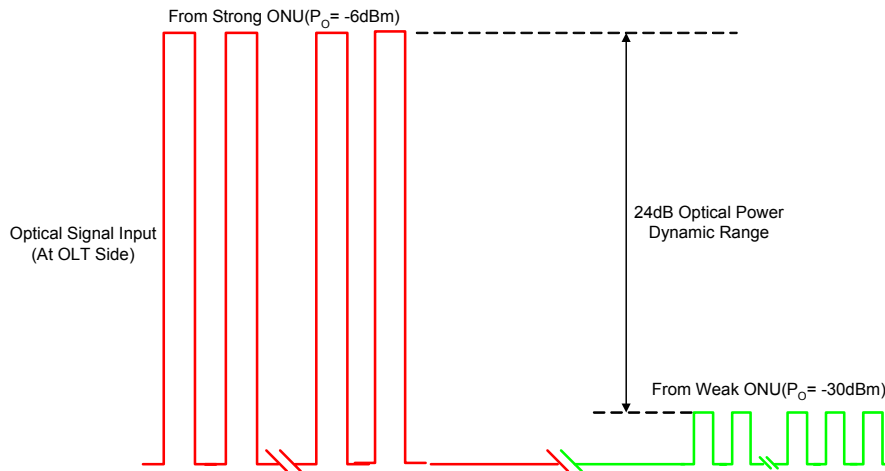 From Strong ONU(PO= -6dBm)
Optical Signal Input
(At OLT Side)
24dB Optical Power
Dynamic Range
From Weak ONU(PO= -30dBm)